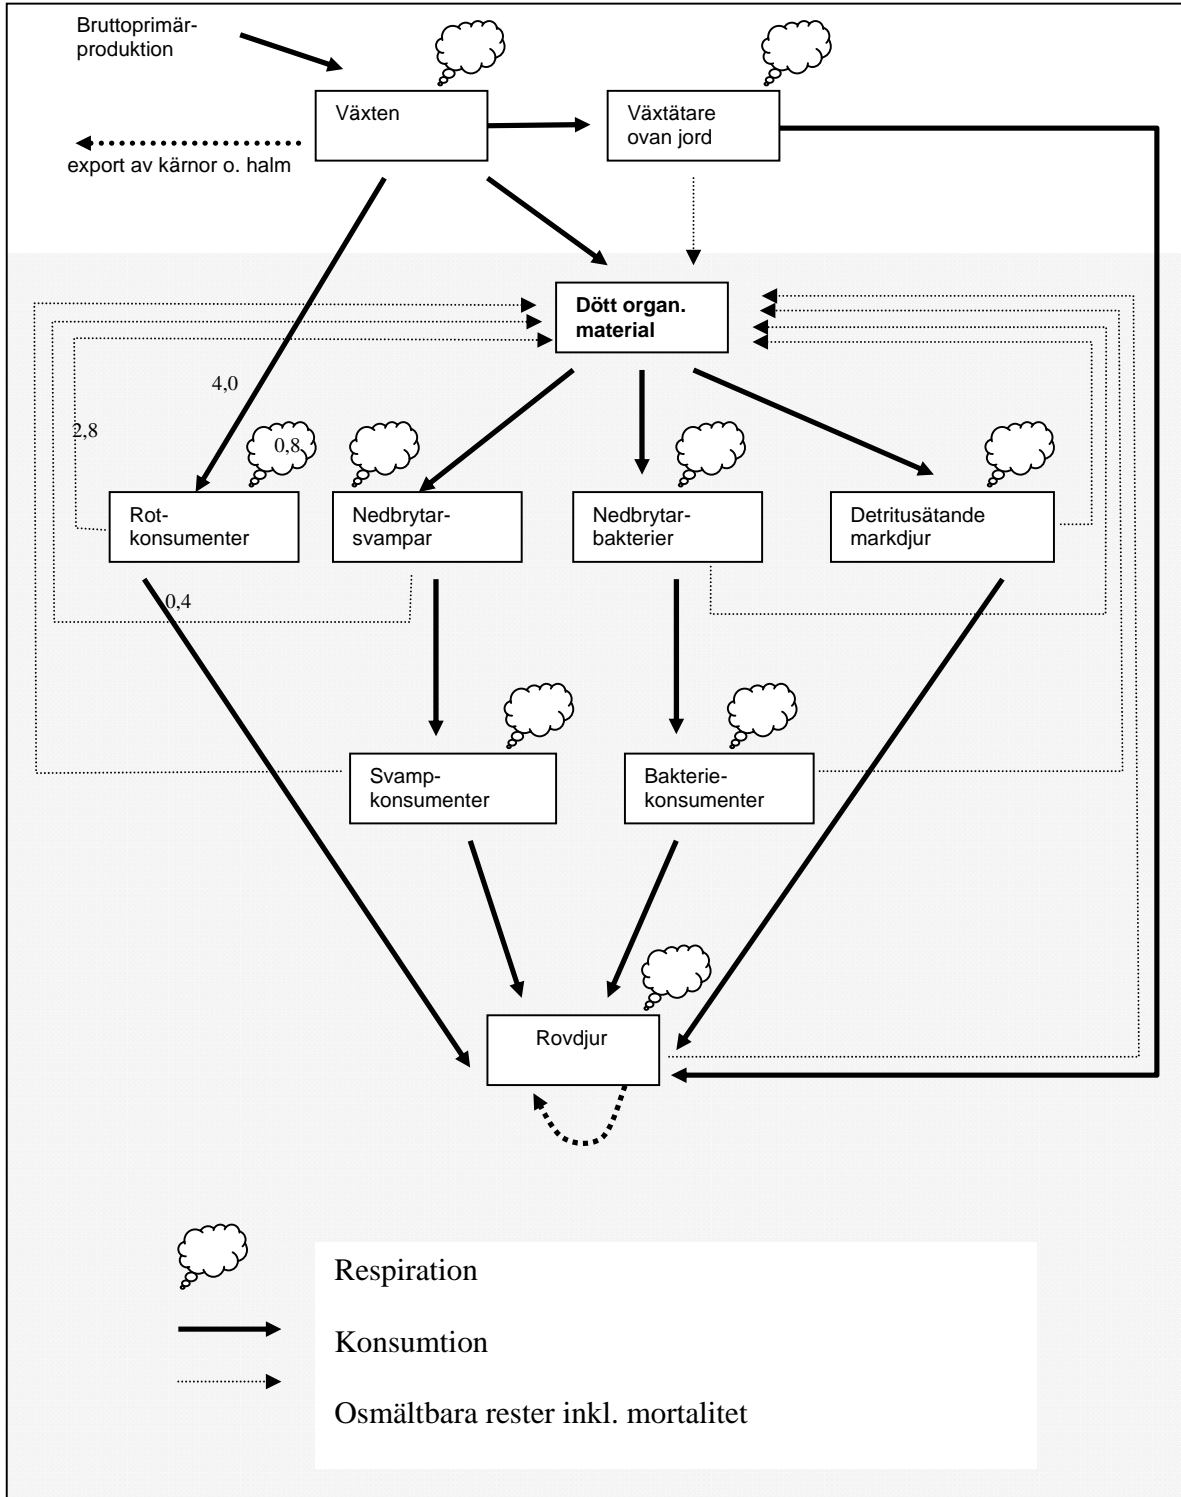 Bruttoprimär-
produktion
Växten
Växtätare
ovan jord
export av kärnor o. halm
Dött organ.
material
4,0
2,8
0,8
Rot-
konsumenter
Nedbrytar-
svampar
Nedbrytar-
bakterier
Detritusätande
markdjur
0,4
Svamp-
konsumenter
Bakterie-
konsumenter
Rovdjur
Respiration
Konsumtion
Osmältbara rester inkl. mortalitet